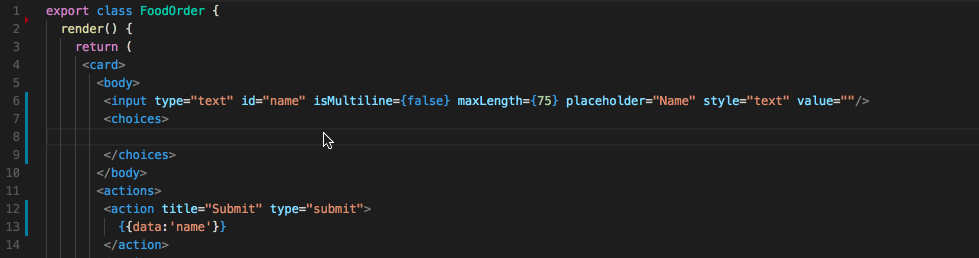 1 export class FoodOrder {
2 render() {
3 return (
4 <card>
5 <body>
6 <input type="text" id="name" isMultiline={false} maxLength={75} placeholder="Name" style="text" value=""/>
7 <choices>
8
9 </choices>
10 </body>
11 <actions>
12 <action title="Submit" type="submit">
13 {{data:'name'}}
14 </action>